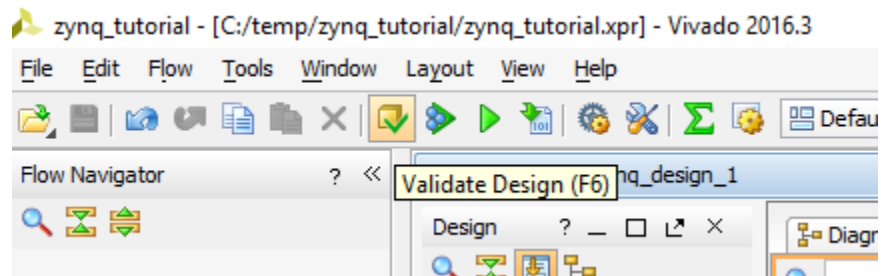 zynq_tutorial - [C:/temp/zynq_tutorial/zynq_tutorial.xpr] - Vivado 2016.3
File Edit Flow Tools Window Layout View Help
Defau
Flow Navigator ? «
Validate Design (F6) nq_design_1
Design ?
Diagr